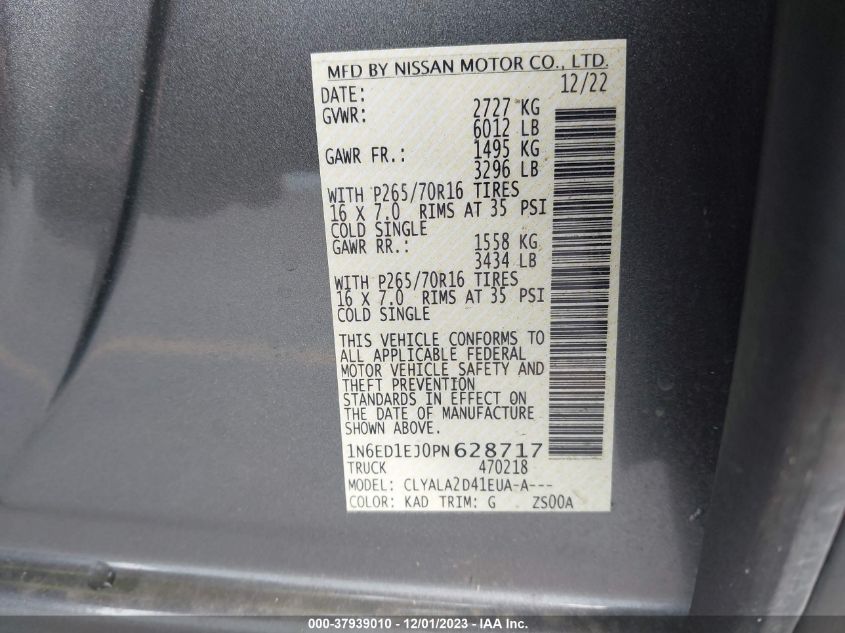 MFD BY NISSAN MOTOR CO., LTD.
DATE: 12/22
GVWR: 2727 KG
6012 LB
GAWR FR.: 1495 KG
3296 LB
WITH P265/70R16 TIRES
16 X 7.0 RIMS AT 35 PSI
COLD SINGLE
GAWR RR.: 1558 KG
3434 LB
WITH P265/70R16 TIRES
16 X 7.0 RIMS AT 35 PSI
COLD SINGLE
THIS VEHICLE CONFORMS TO
ALL APPLICABLE FEDERAL
MOTOR VEHICLE SAFETY AND
THEFT PREVENTION
STANDARDS IN EFFECT ON
THE DATE OF MANUFACTURE
SHOWN ABOVE.
1N6ED1EJ0PN628717
TRUCK 470218
MODEL: CLYALA2D41EUA-A---
COLOR: KAD TRIM: G ZS00A
000-37939010 - 12/01/2023 - IAA Inc.